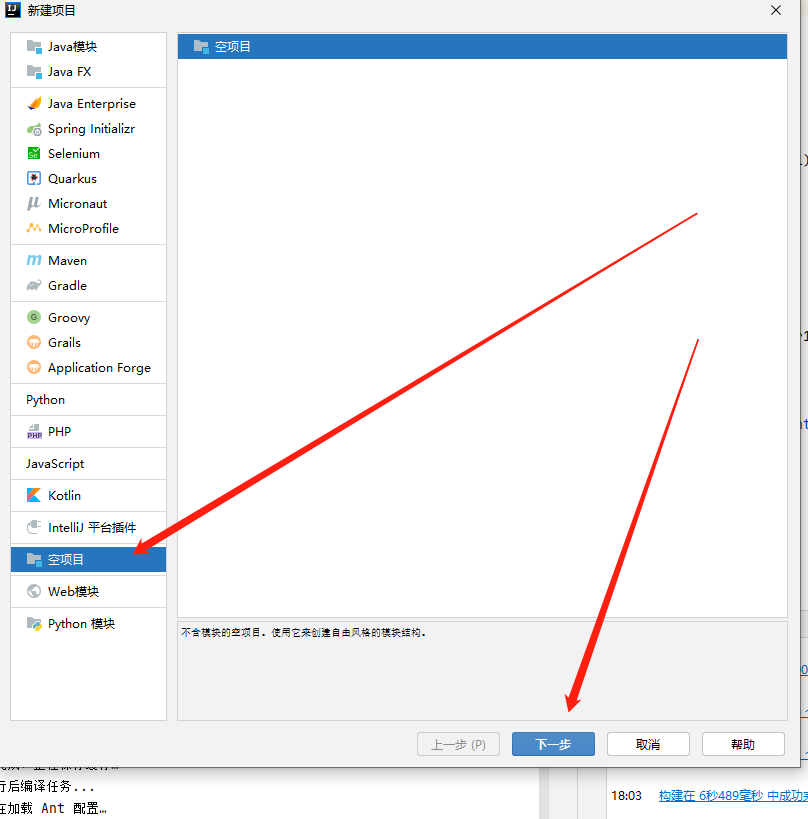 新建项目
Java模块
Java FX
Java Enterprise
Spring Initializr
Selenium
Quarkus
Micronaut
MicroProfile
Maven
Gradle
Groovy
Grails
Application Forge
Python
PHP
JavaScript
Kotlin
IntelliJ 平台插件
空项目
Web模块
Python 模块
空项目
不含模块的空项目。使用它来创建自由风格的模块结构。
上一步 (P)
下一步
取消
帮助
行后编译任务...
在加载 Ant 配置…
18:03
构建在 6秒489毫秒 中成功